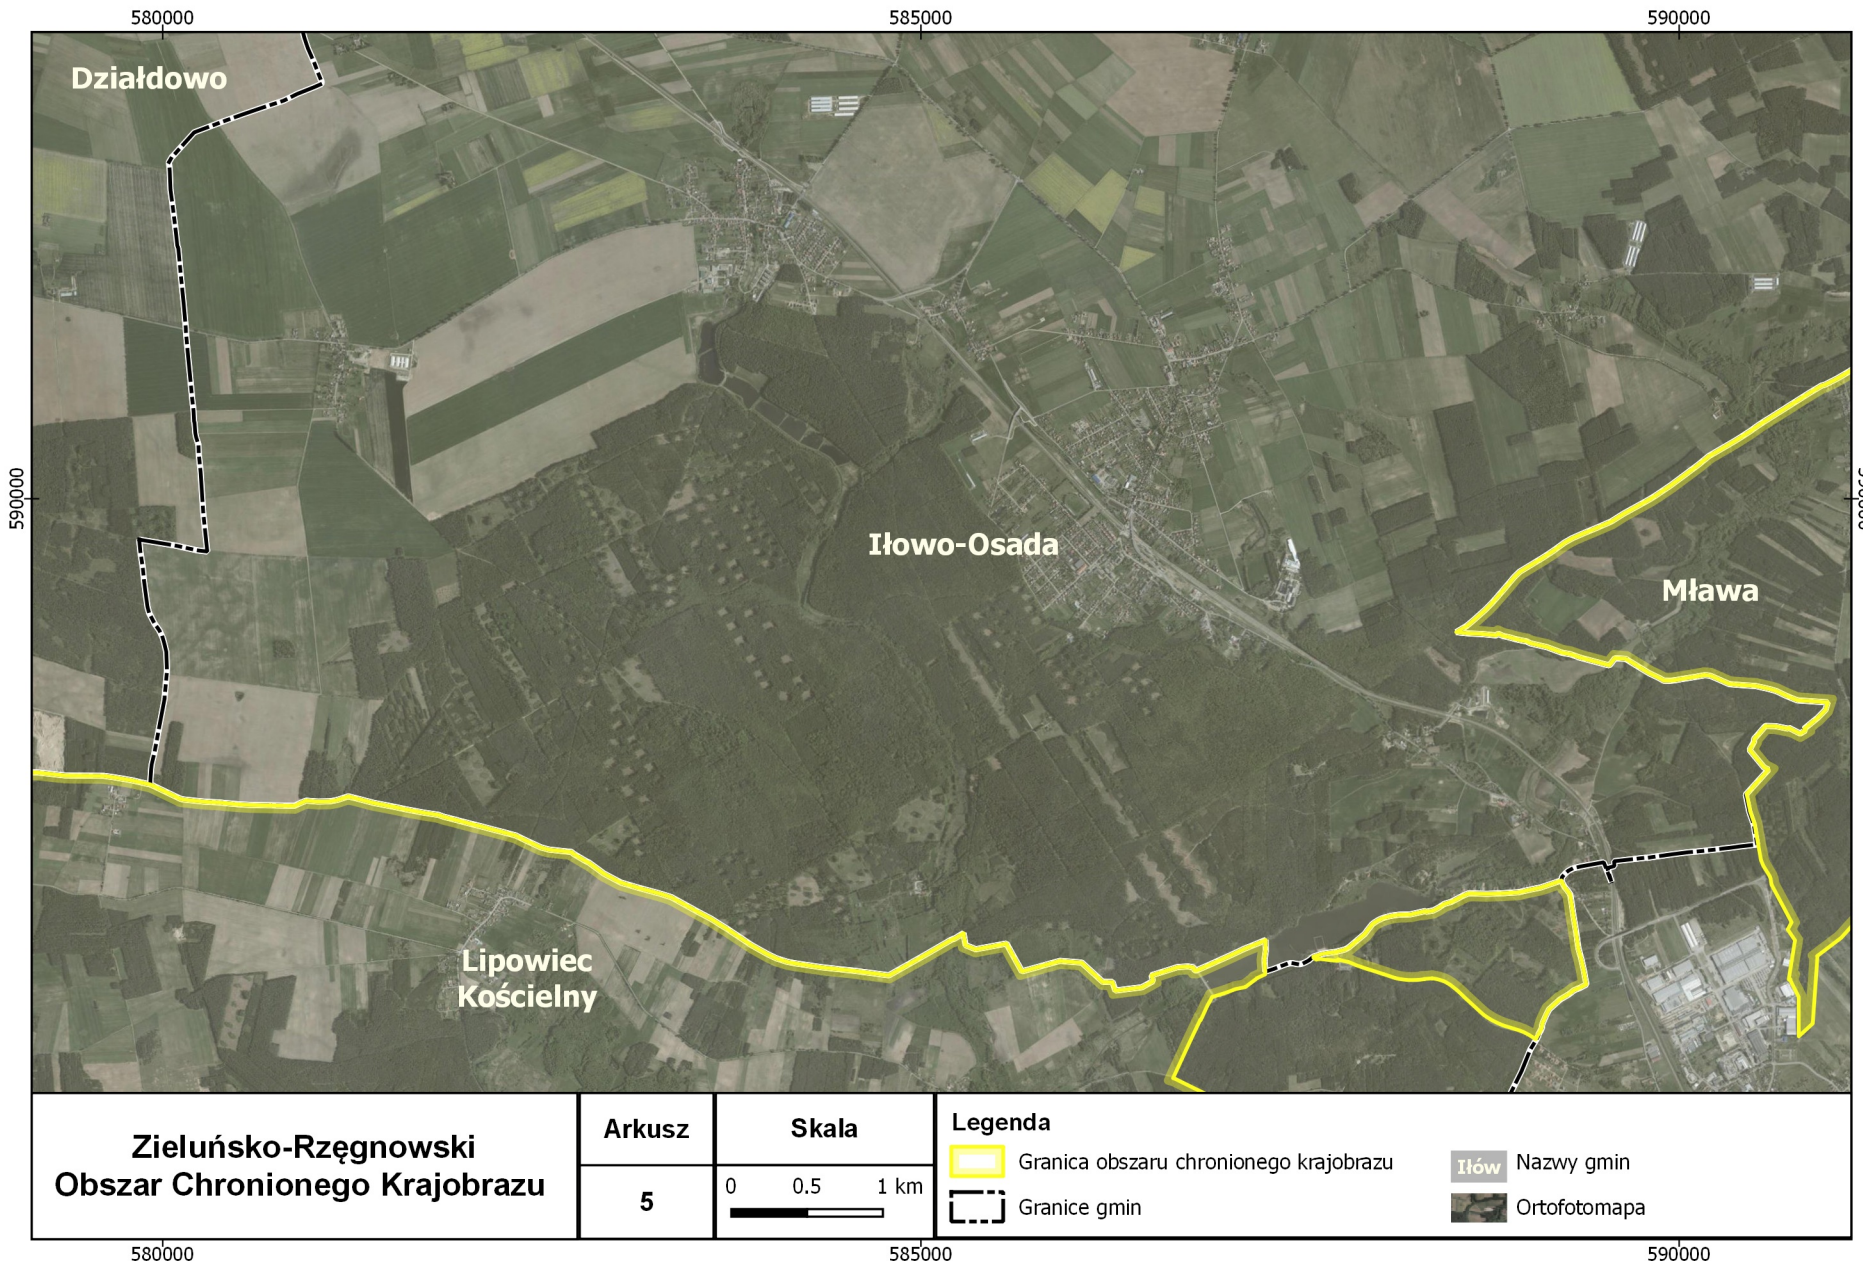 580000
585000
590000
Działdowo
590000
590000
Iłowo-Osada
Mława
Lipowiec
Kościelny
Zieluńsko-Rzęgnowski
Obszar Chronionego Krajobrazu
Arkusz
5
Skala
0 0.5 1 km
Legenda
Granica obszaru chronionego krajobrazu
Granice gmin
Iłów
Nazwy gmin
Ortofotomapa
580000
585000
590000